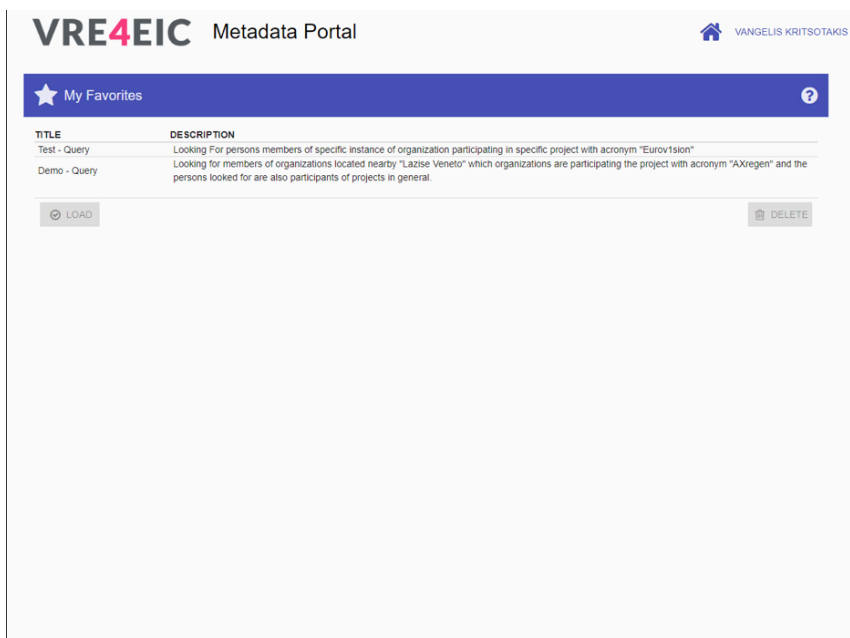 VRE4EIC Metadata Portal VANGELIS KRITSOTAKIS
My Favorites ?
TITLE DESCRIPTION
Test - Query Looking For persons members of specific instance of organization participating in specific project with acronym "Eurov1sion"
Demo - Query Looking for members of organizations located nearby "Lazise Veneto" which organizations are participating the project with acronym "AXregen" and the
persons looked for are also participants of projects in general.
LOAD DELETE